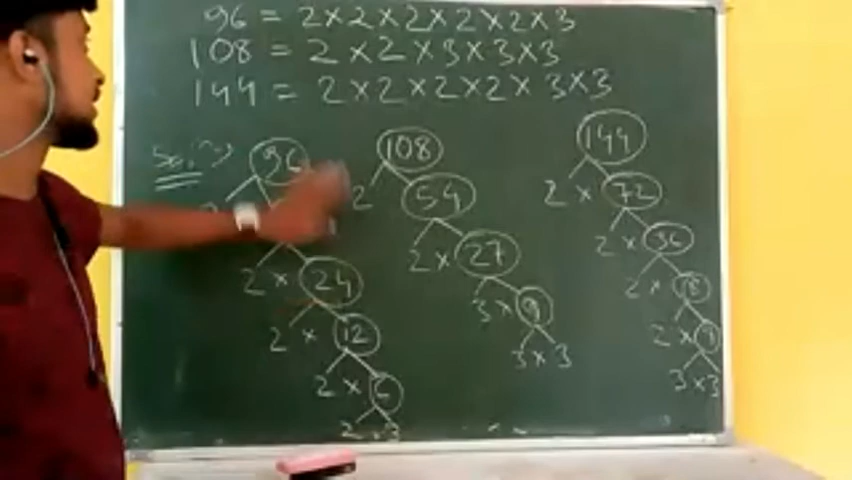 96 = 2×2×2×2×2×3
108 = 2×2×3×3×3
144 = 2×2×2×2×3×3
96 108 144
2 54 2 × 72
2 × 24 2 × 27 2 × 36
2 × 12 3 × 9 2 × 18
2 × 6 3 × 3 2 × 9
2 × 3 3 × 3